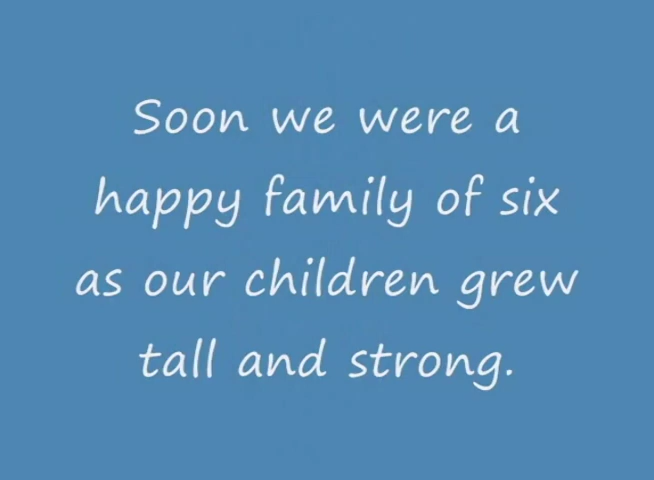 Soon we were a
happy family of six
as our children grew
tall and strong.